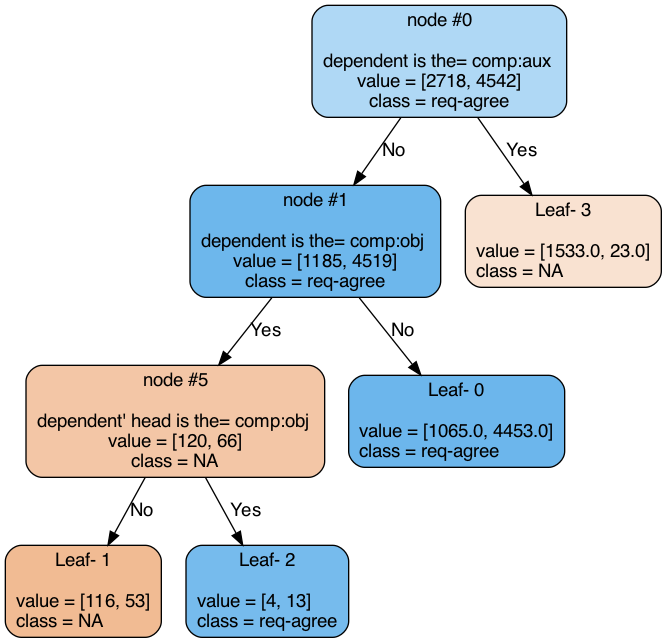 node #0
dependent is the= comp:aux
value = [2718, 4542]
class = req-agree
No
Yes
node #1
dependent is the= comp:obj
value = [1185, 4519]
class = req-agree
Leaf- 3
value = [1533.0, 23.0]
class = NA
Yes
No
node #5
dependent' head is the= comp:obj
value = [120, 66]
class = NA
Leaf- 0
value = [1065.0, 4453.0]
class = req-agree
No
Yes
Leaf- 1
value = [116, 53]
class = NA
Leaf- 2
value = [4, 13]
class = req-agree